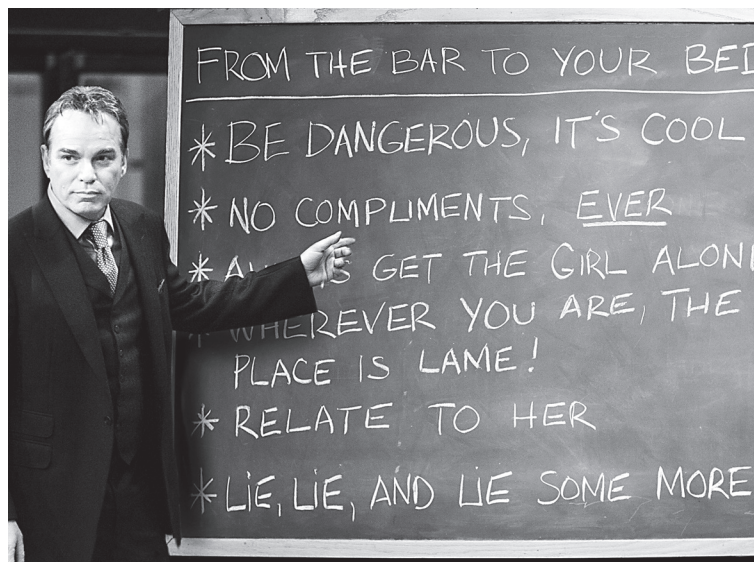 FROM THE BAR TO YOUR
* BE DANGEROUS, IT'S COOL
* NO COMPLIMENTS, EVER
* GET THE GIRL
* WHEREVER YOU ARE, THE
PLACE IS LAME!
* RELATE TO HER
* LIE, LIE, AND LIE SOME MORE